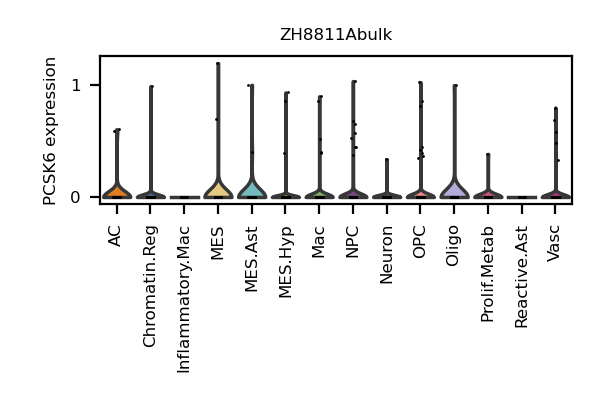 ZH8811Abulk
PCSK6 expression
1
0
AC
Chromatin.Reg
Inflammatory.Mac
MES
MES.Ast
MES.Hyp
Mac
NPC
Neuron
OPC
Oligo
Prolif.Metab
Reactive.Ast
Vasc